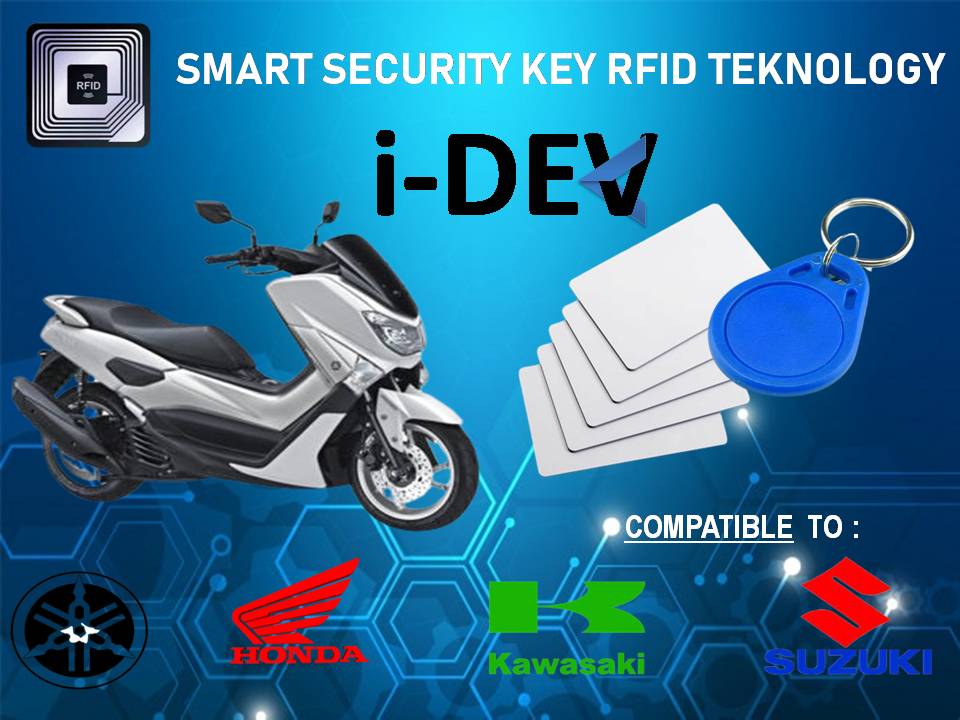 RFID
SMART SECURITY KEY RFID TEKNOLOGY
i-DEV
COMPATIBLE TO :
HONDA
Kawasaki
SUZUKI